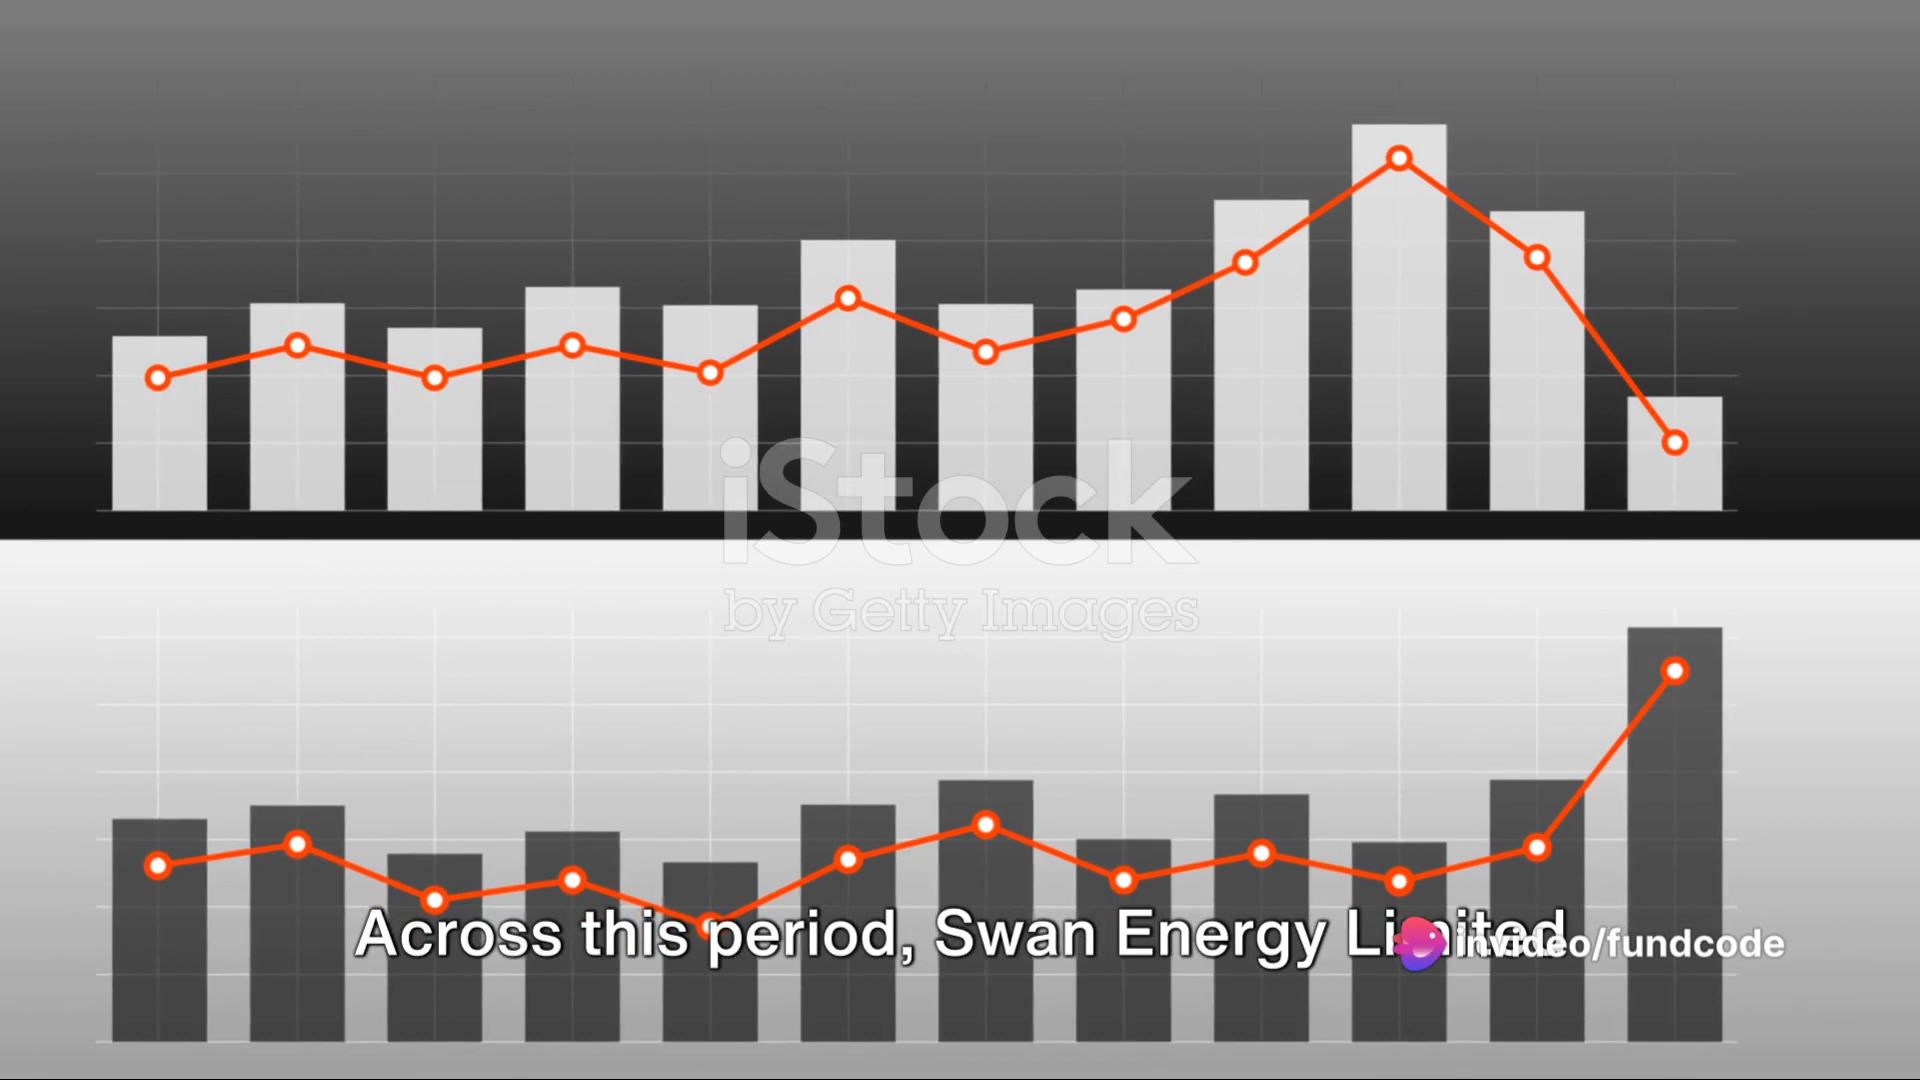 iStock
by Getty Images
Across this period, Swan Energy Limited
invideo/fundcode